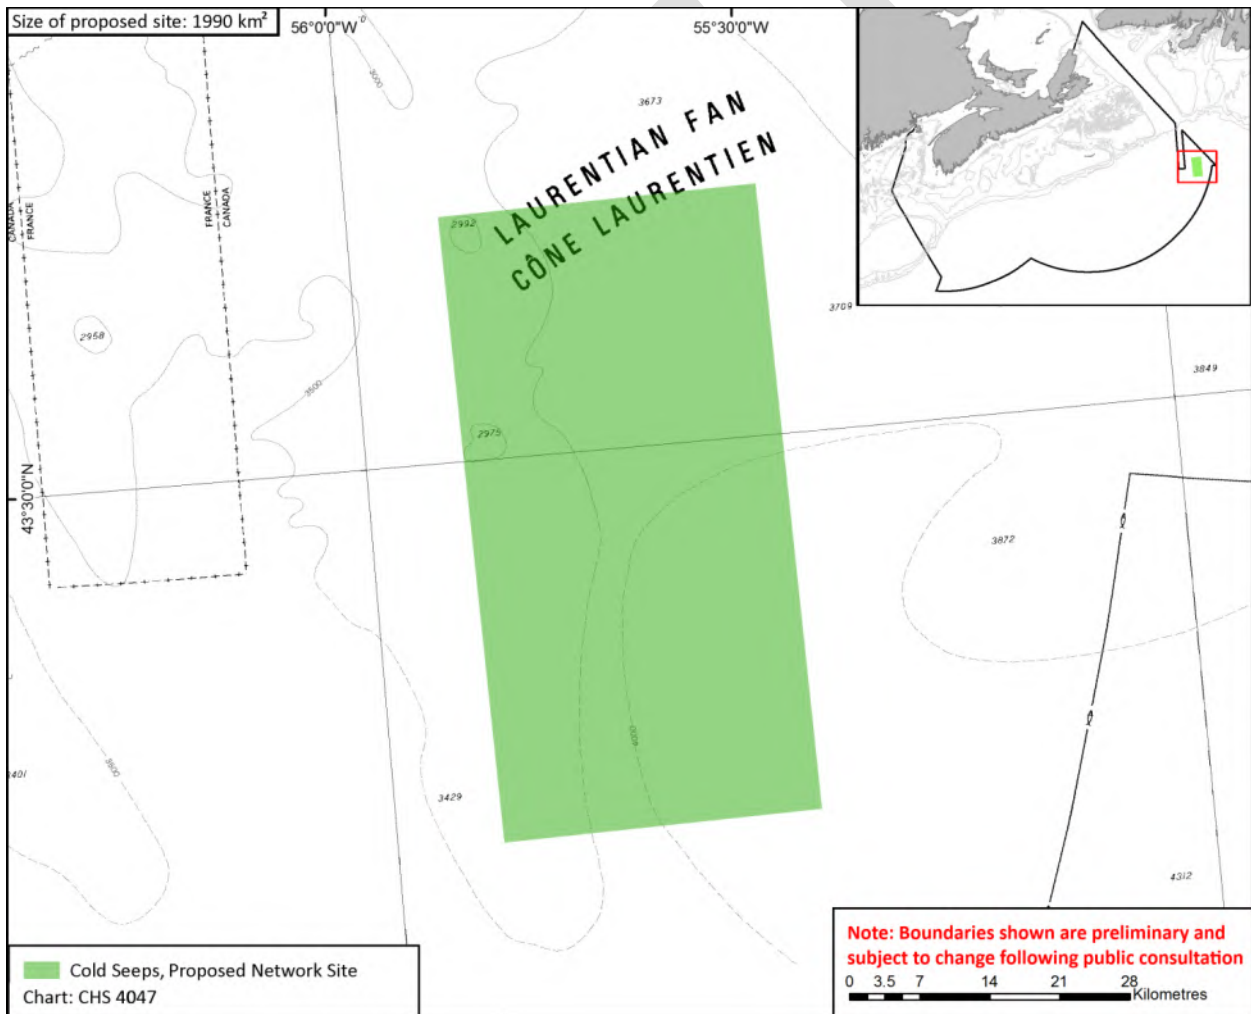 Size of proposed site: 1990 km²
56°0'0"W
0
55°30'0"W
3500
3673
LAURENTIAN FAN
CÔNE LAURENTIEN
CANADA
FRANCE
FRANCE
CANADA
2992
2958
3709
3500
3849
2975
43°30'0"N
3872
4000
3500
3401
3429
4312
Cold Seeps, Proposed Network Site
Chart: CHS 4047
Note: Boundaries shown are preliminary and
subject to change following public consultation
0 3.5 7 14 21 28
Kilometres